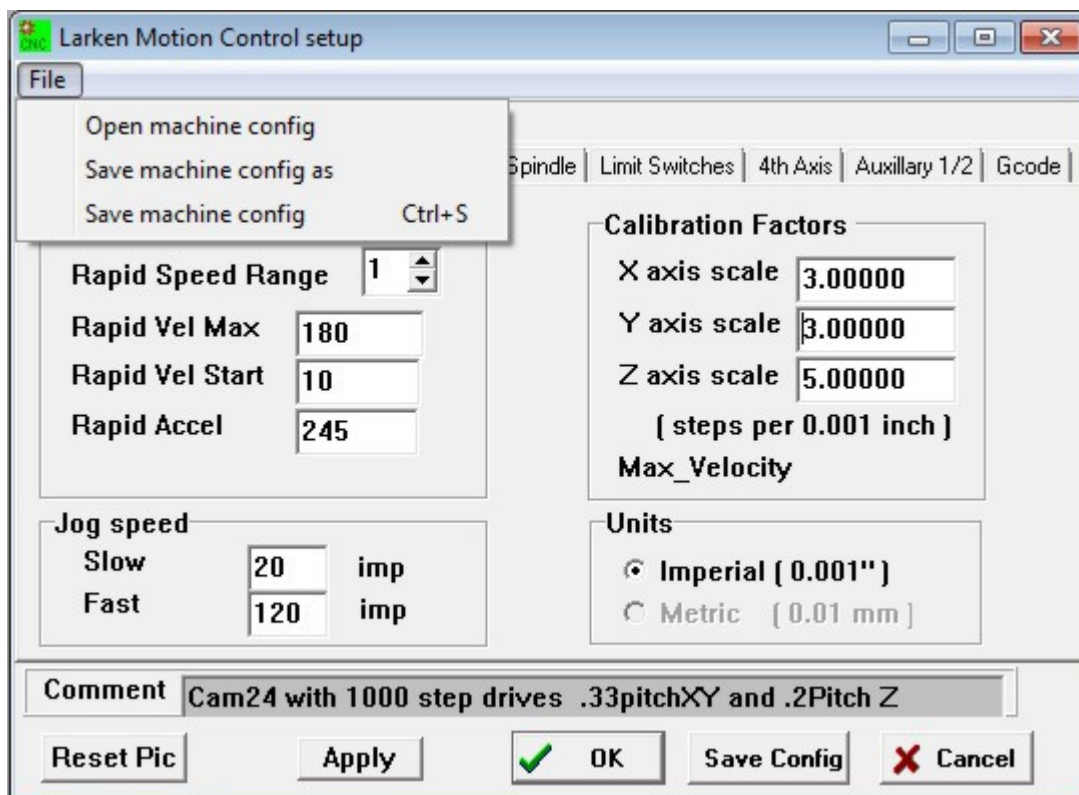 CNC Larken Motion Control setup
File
Open machine config
Save machine config as
Save machine config Ctrl+S
Spindle Limit Switches 4th Axis Auxillary 1/2 Gcode
Rapid Speed Range 1
Rapid Vel Max 180
Rapid Vel Start 10
Rapid Accel 245
Calibration Factors
X axis scale 3.00000
Y axis scale 3.00000
Z axis scale 5.00000
( steps per 0.001 inch )
Max_Velocity
Jog speed
Slow 20 imp
Fast 120 imp
Units
Imperial ( 0.001" )
Metric ( 0.01 mm )
Comment Cam24 with 1000 step drives .33pitchXY and .2Pitch Z
Reset Pic Apply OK Save Config Cancel